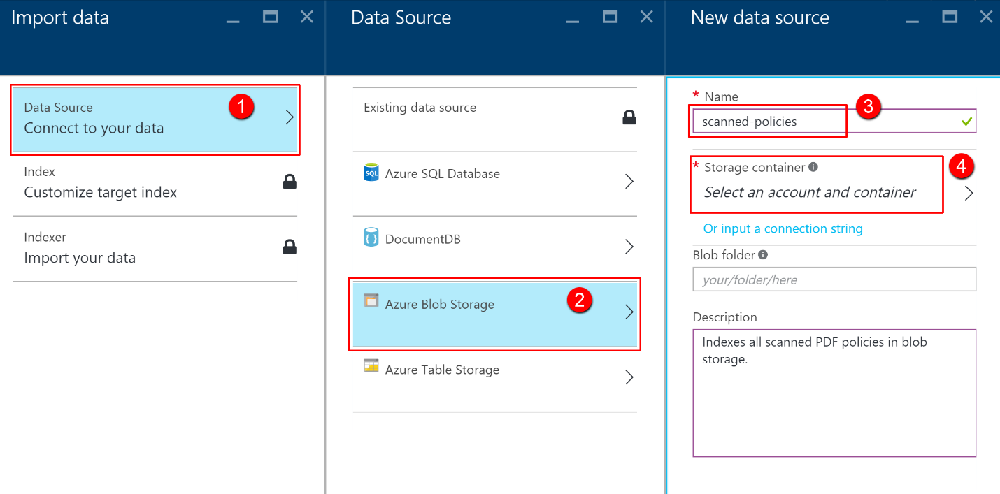 Import data
Data Source
Connect to your data
1
Index
Customize target index
Indexer
Import your data
Data Source
Existing data source
SQL
Azure SQL Database
DocumentDB
Azure Blob Storage
2
Azure Table Storage
New data source
* Name
scanned-policies
3
* Storage container
Select an account and container
4
Or input a connection string
Blob folder
your/folder/here
Description
Indexes all scanned PDF policies in blob
storage.